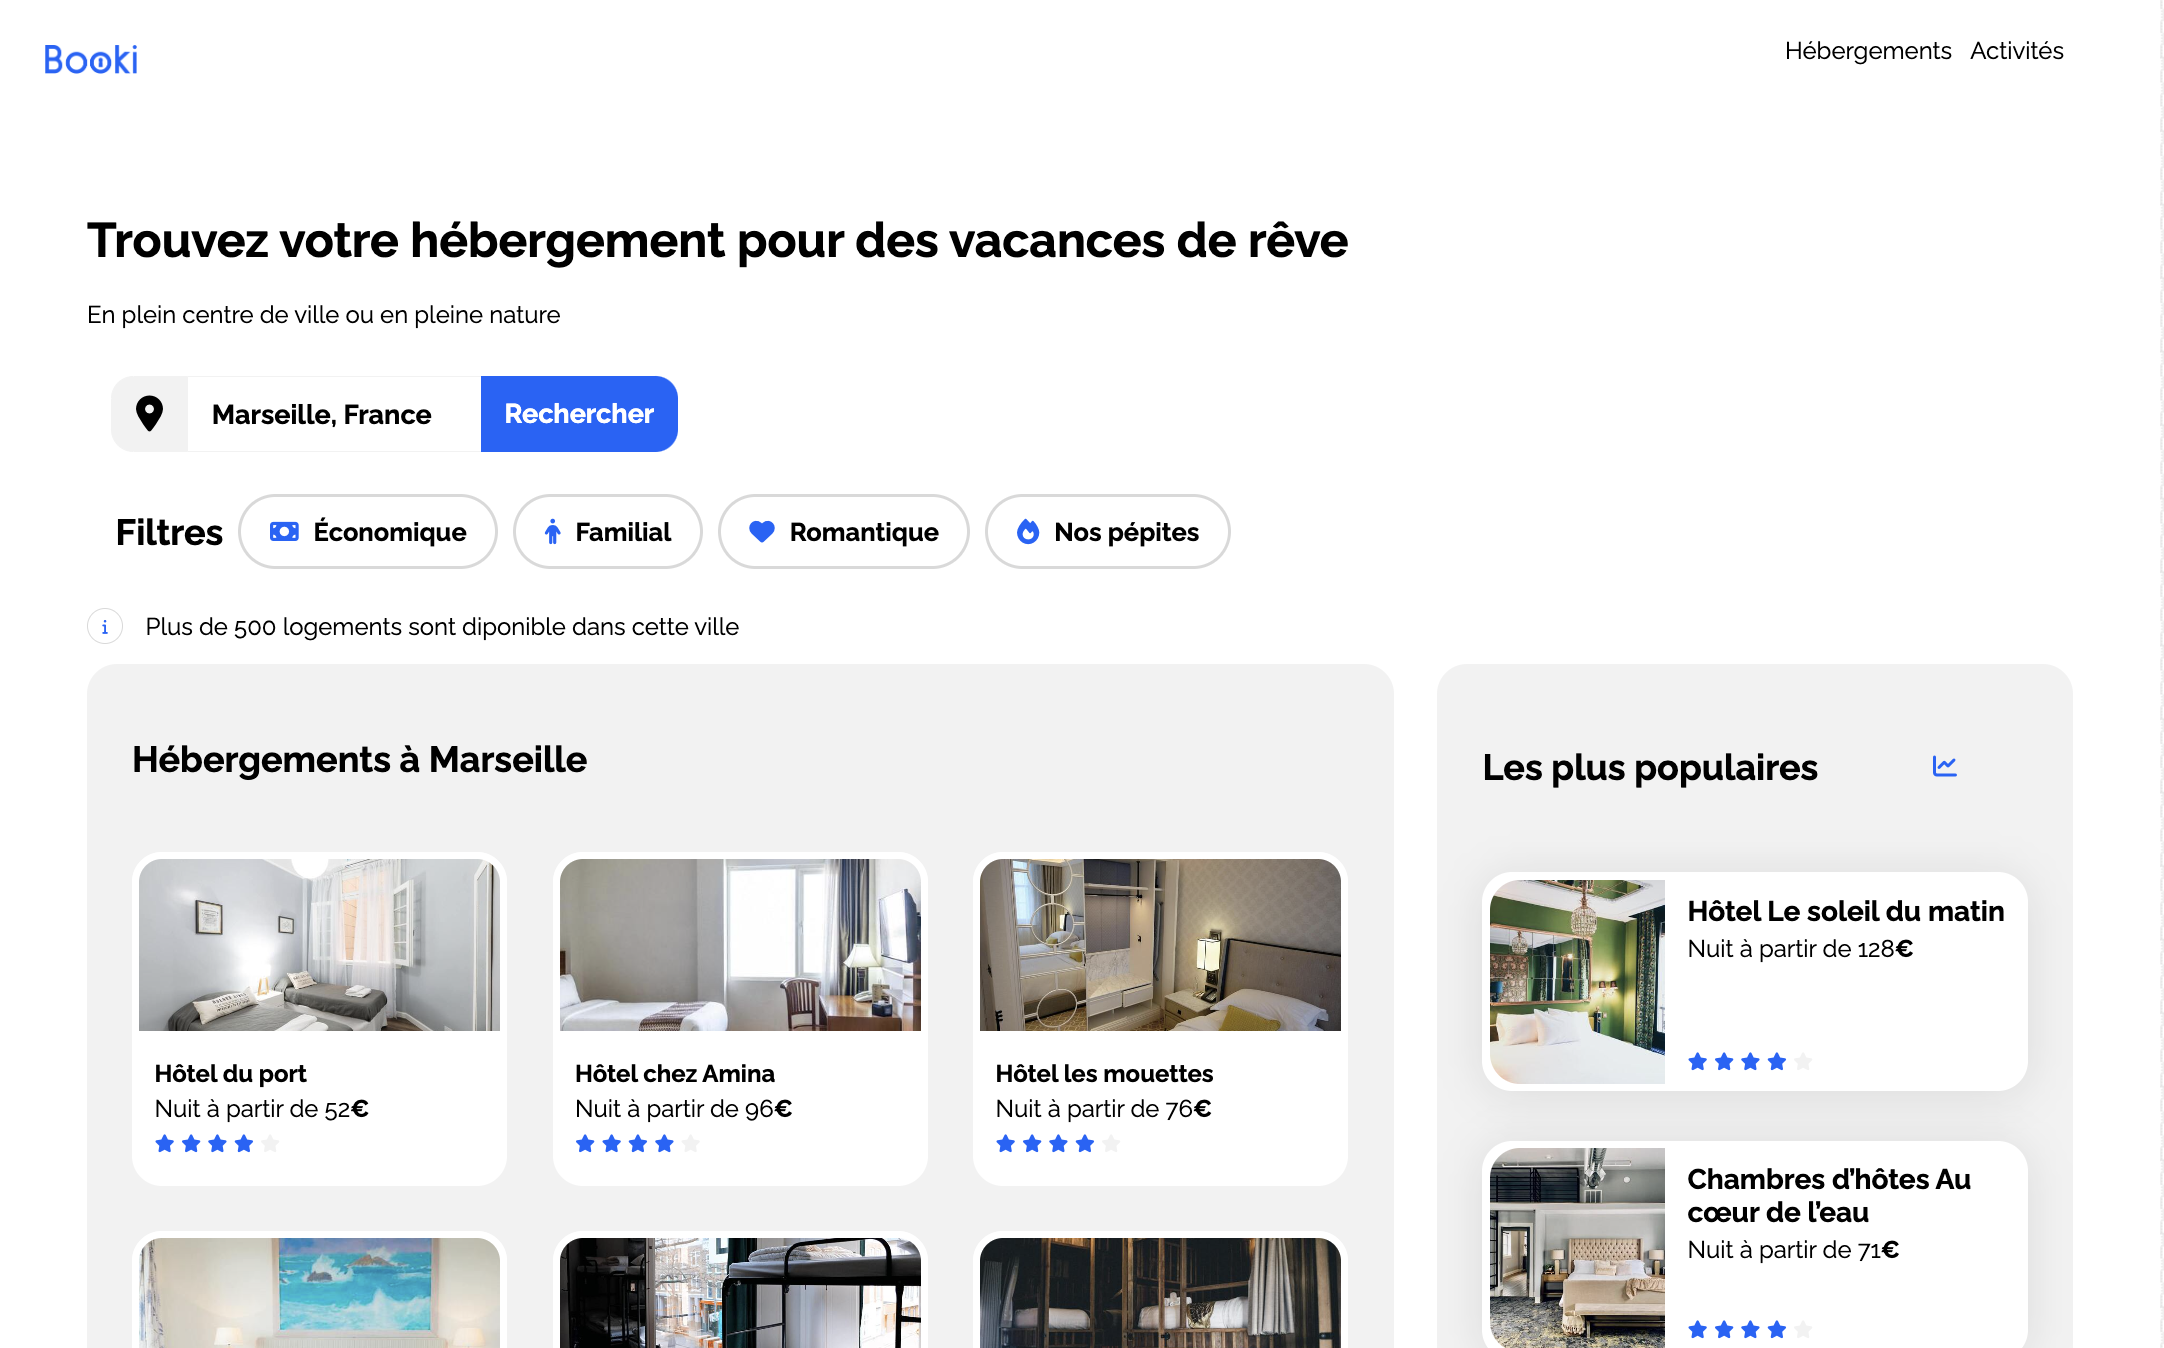 Booki
Hébergements Activités
Trouvez votre hébergement pour des vacances de rêve
En plein centre de ville ou en pleine nature
Marseille, France Rechercher
Filtres Économique Familial Romantique Nos pépites
i Plus de 500 logements sont diponible dans cette ville
Hébergements à Marseille
Hôtel du port
Nuit à partir de 52€
Hôtel chez Amina
Nuit à partir de 96€
Hôtel les mouettes
Nuit à partir de 76€
Les plus populaires
Hôtel Le soleil du matin
Nuit à partir de 128€
Chambres d’hôtes Au
cœur de l’eau
Nuit à partir de 71€